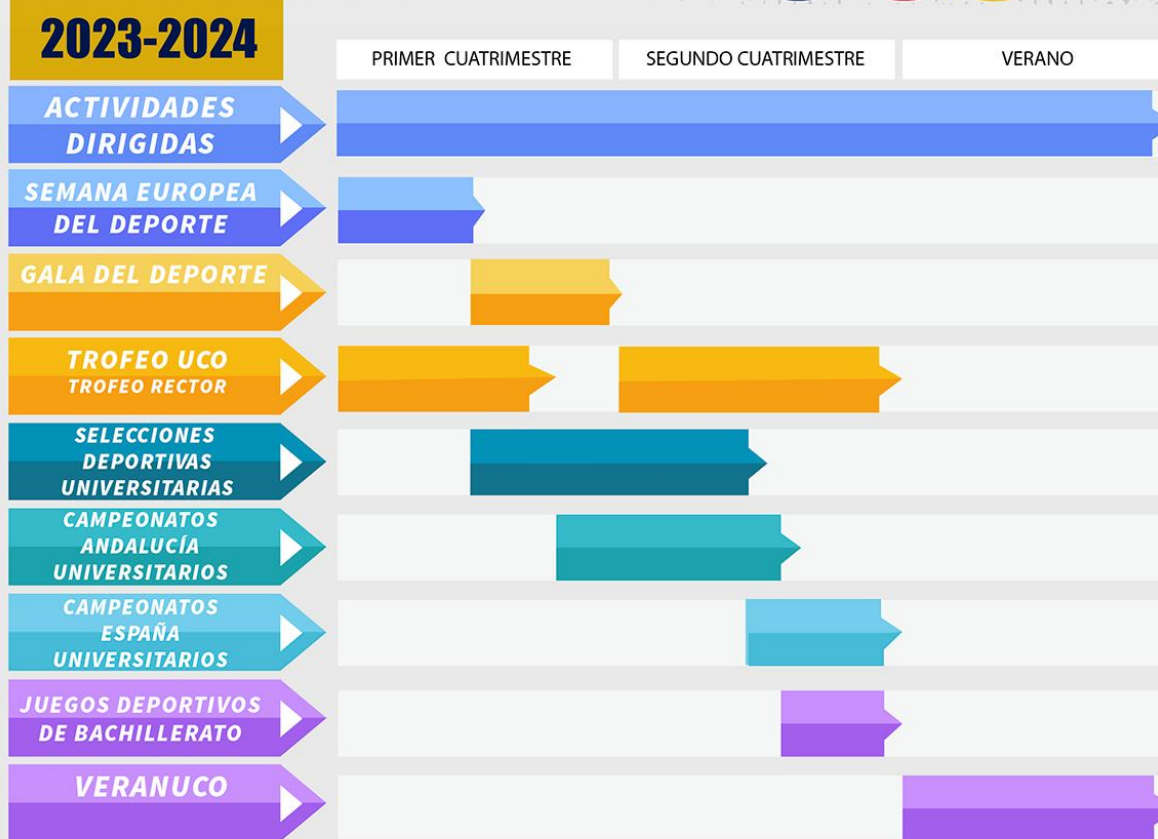 2023-2024
PRIMER CUATRIMESTRE
SEGUNDO CUATRIMESTRE
VERANO
ACTIVIDADES
DIRIGIDAS
SEMANA EUROPEA
DEL DEPORTE
GALA DEL DEPORTE
TROFEO UCO
TROFEO RECTOR
SELECCIONES
DEPORTIVAS
UNIVERSITARIAS
CAMPEONATOS
ANDALUCÍA
UNIVERSITARIOS
CAMPEONATOS
ESPAÑA
UNIVERSITARIOS
JUEGOS DEPORTIVOS
DE BACHILLERATO
VERANUCO